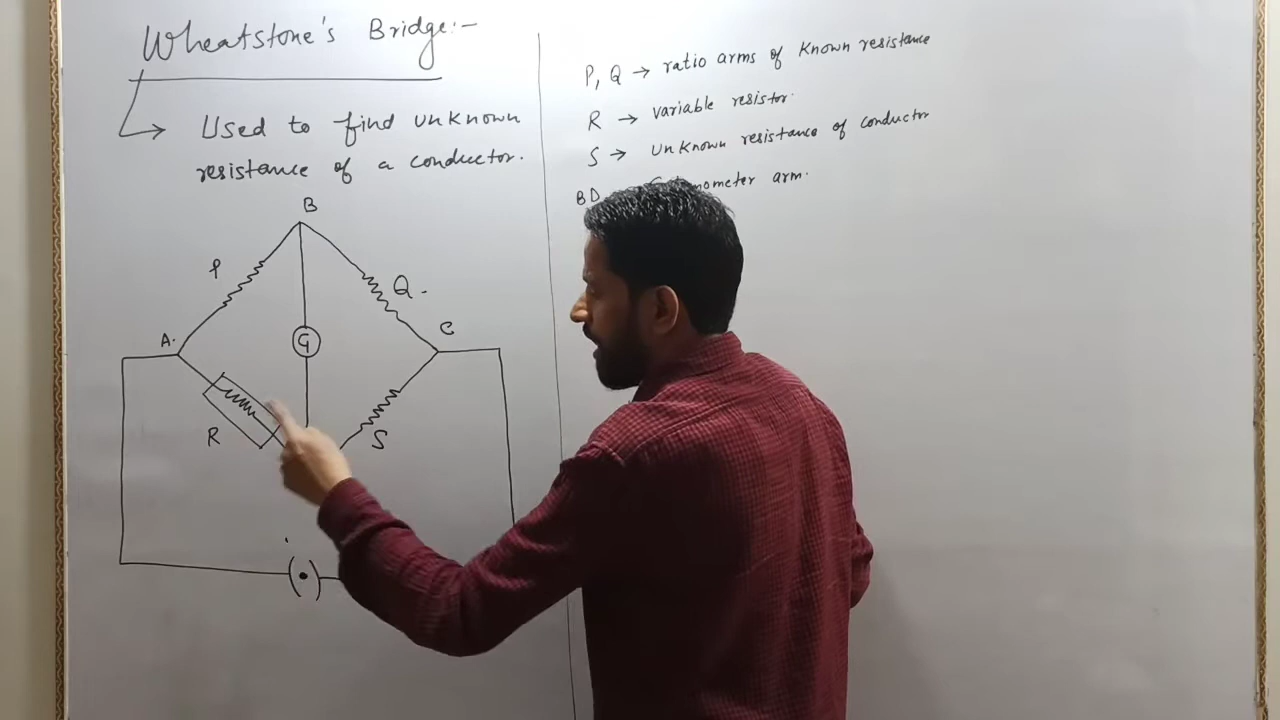 Wheatstone's Bridge:-
Used to find unknown
resistance of a conductor.
P, Q → ratio arms of known resistance
R → variable resistor.
S → unknown resistance of conductor
BD
arm.
B
P
Q.
A.
G
C
R
S